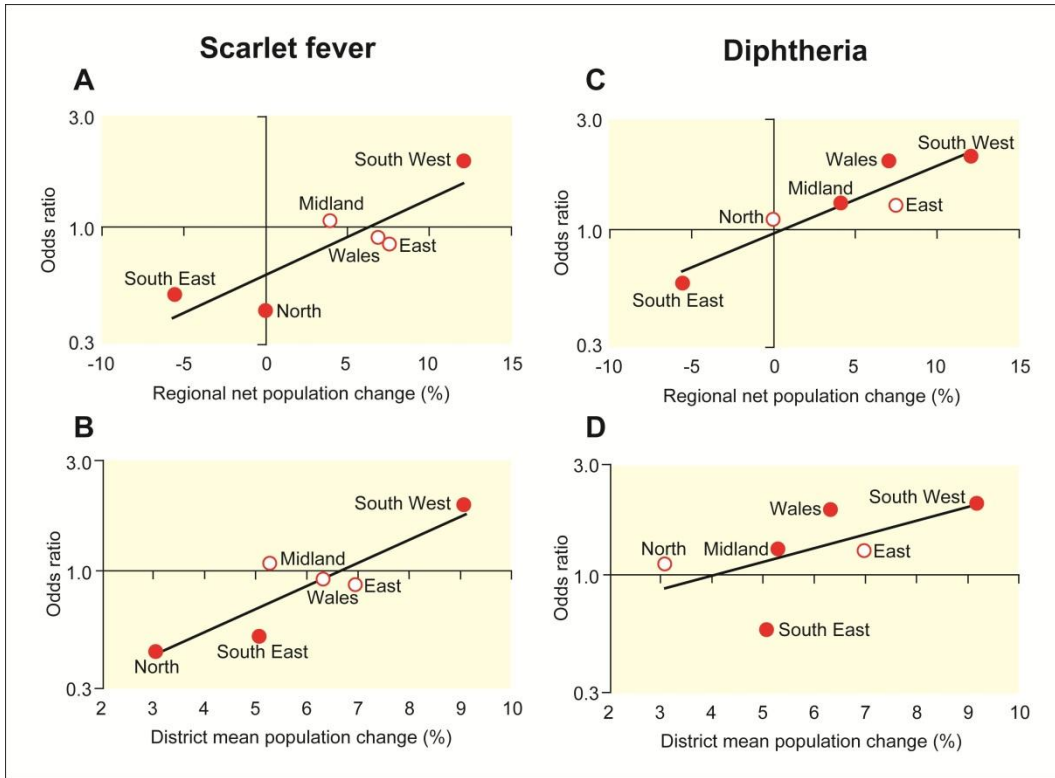 Scarlet fever
Diphtheria
A
3.0
1.0
0.3
Odds ratio
South West
Midland
Wales
East
South East
North
-10
-5
0
5
10
15
Regional net population change (%)
C
3.0
1.0
0.3
Odds ratio
South West
Wales
Midland
East
North
South East
-10
-5
0
5
10
15
Regional net population change (%)
B
3.0
1.0
0.3
Odds ratio
South West
Midland
Wales
East
South East
North
2
3
4
5
6
7
8
9
10
District mean population change (%)
D
3.0
1.0
0.3
Odds ratio
South West
Wales
North
Midland
East
South East
2
3
4
5
6
7
8
9
10
District mean population change (%)